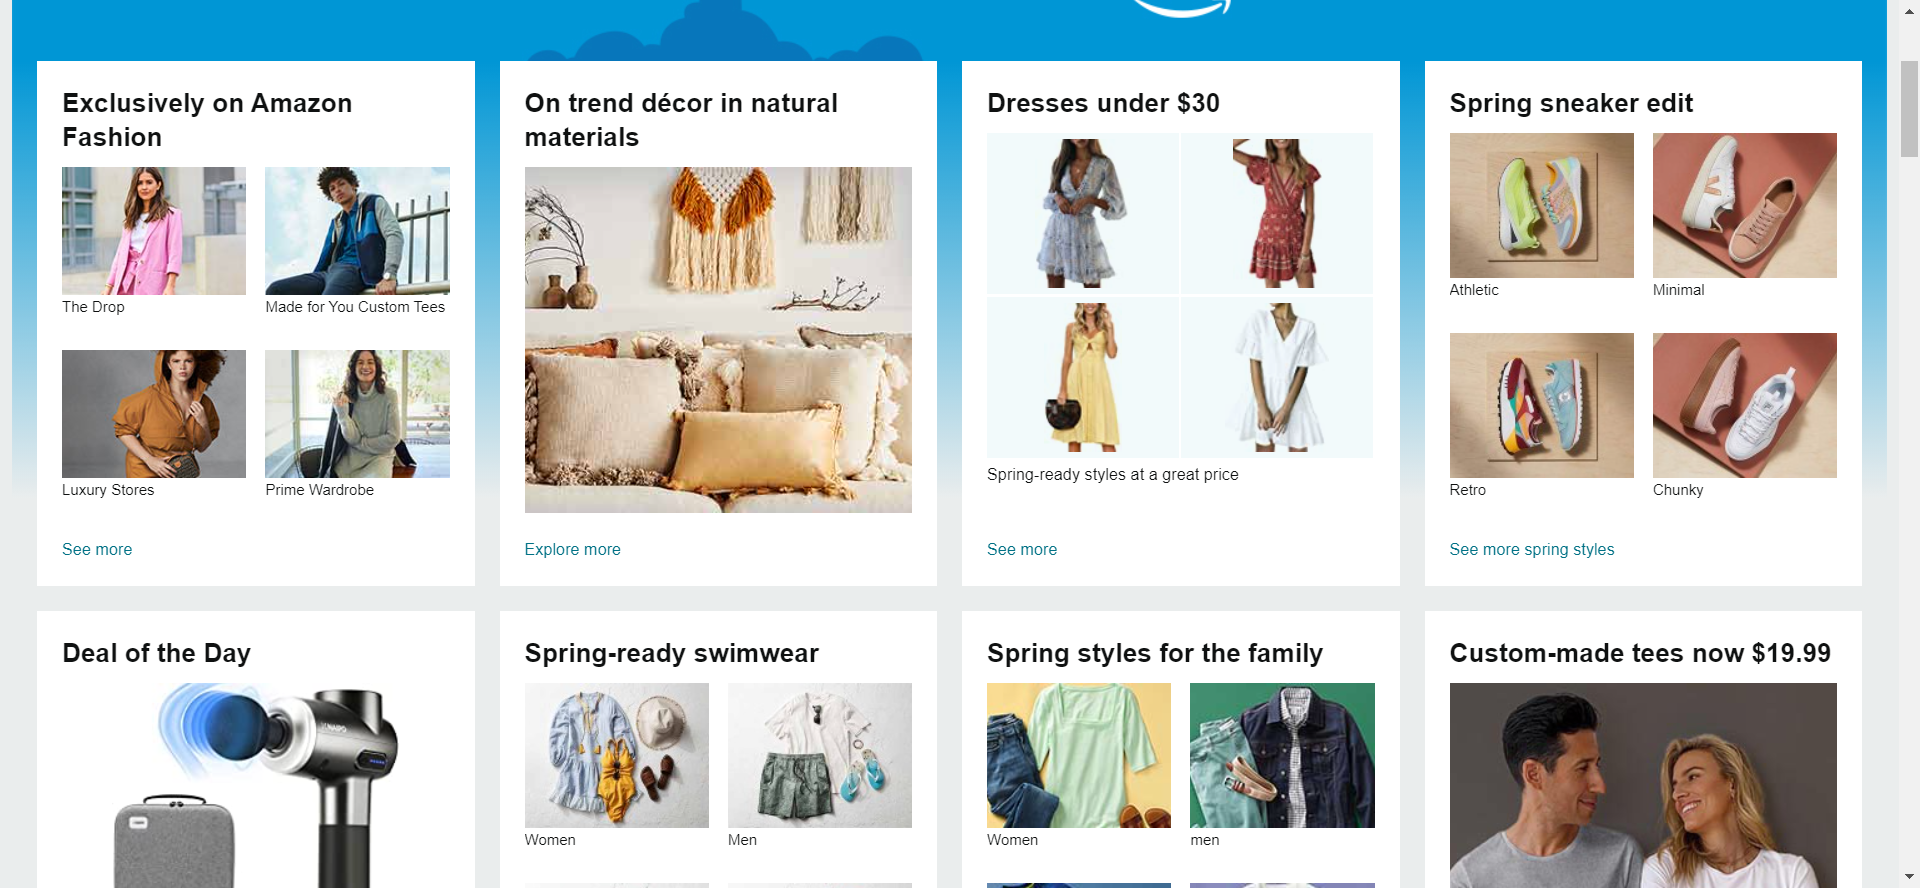 Exclusively on Amazon
Fashion
The Drop
Made for You Custom Tees
Luxury Stores
Prime Wardrobe
See more
On trend décor in natural
materials
Explore more
Dresses under $30
Spring-ready styles at a great price
See more
Spring sneaker edit
Athletic
Minimal
Retro
Chunky
See more spring styles
Deal of the Day
NAIPO
Spring-ready swimwear
Women
Men
Spring styles for the family
Women
men
Custom-made tees now $19.99